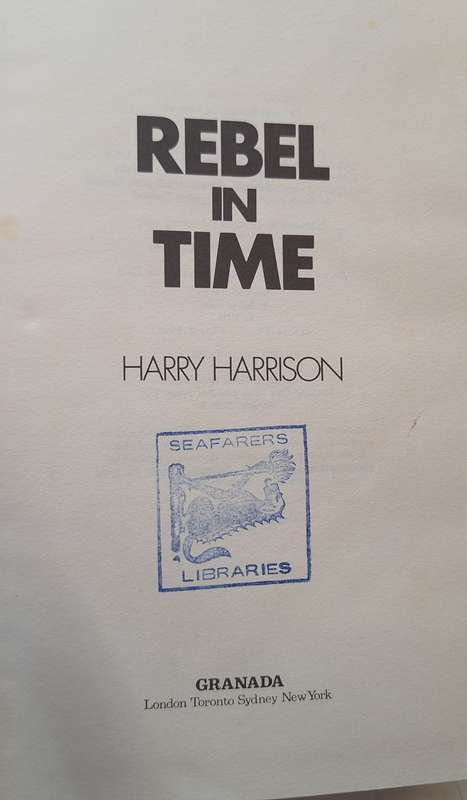 REBEL
IN
TIME
HARRY HARRISON
SEAFARERS
LIBRARIES
GRANADA
London Toronto Sydney New York